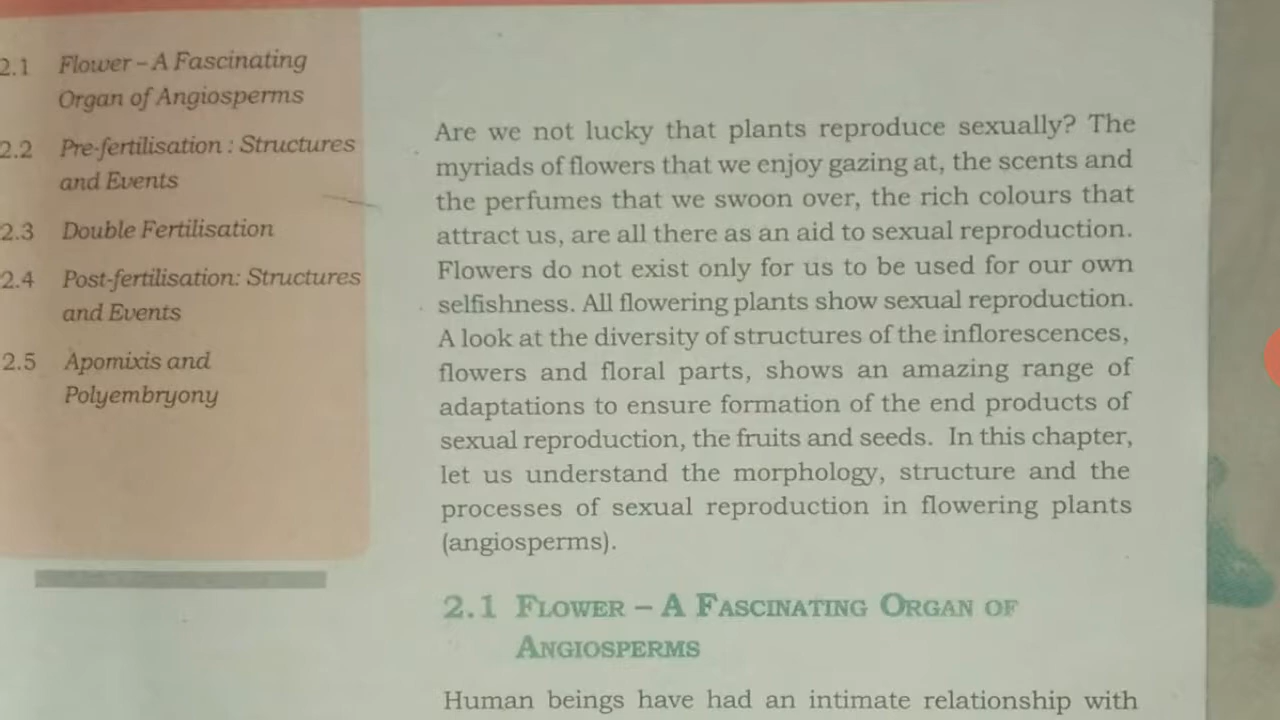 2.1 Flower – A Fascinating
Organ of Angiosperms
2.2 Pre-fertilisation : Structures
and Events
2.3 Double Fertilisation
2.4 Post-fertilisation: Structures
and Events
2.5 Apomixis and
Polyembryony
Are we not lucky that plants reproduce sexually? The
myriads of flowers that we enjoy gazing at, the scents and
the perfumes that we swoon over, the rich colours that
attract us, are all there as an aid to sexual reproduction.
Flowers do not exist only for us to be used for our own
selfishness. All flowering plants show sexual reproduction.
A look at the diversity of structures of the inflorescences,
flowers and floral parts, shows an amazing range of
adaptations to ensure formation of the end products of
sexual reproduction, the fruits and seeds. In this chapter,
let us understand the morphology, structure and the
processes of sexual reproduction in flowering plants
(angiosperms).
2.1 FLOWER – A FASCINATING ORGAN OF
ANGIOSPERMS
Human beings have had an intimate relationship with